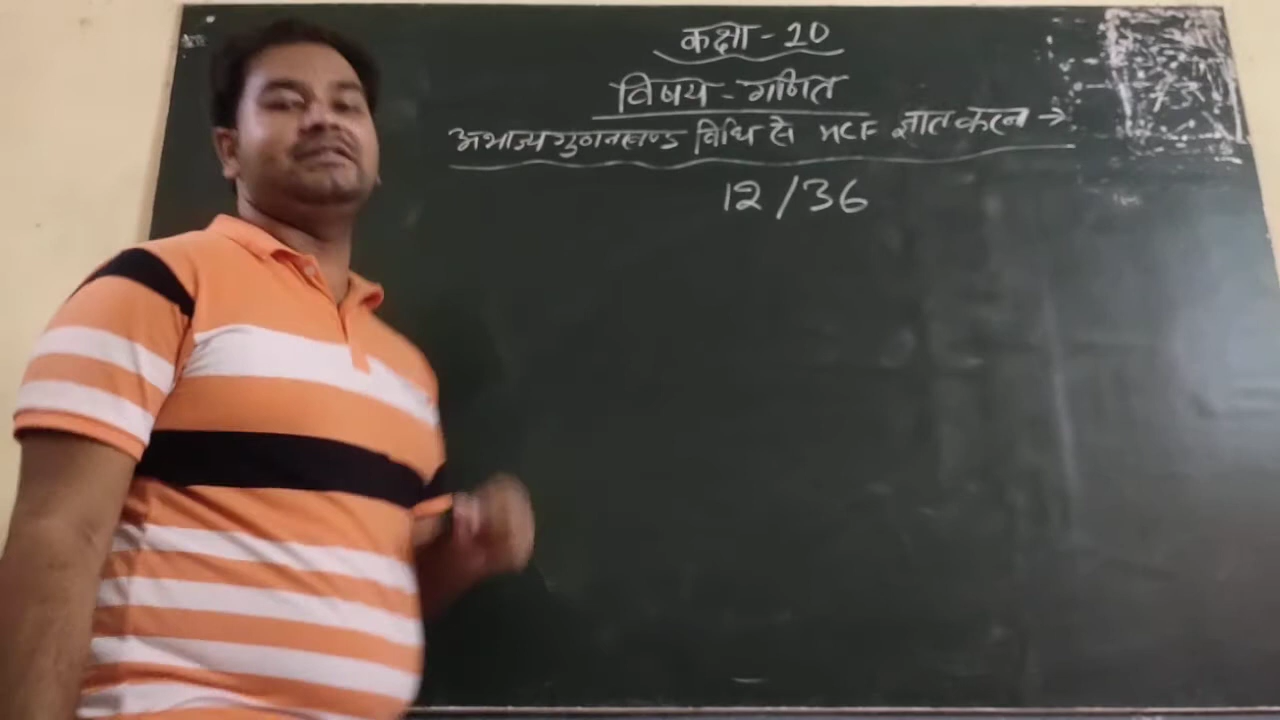 कक्षा - 10
विषय - गणित
अभाज्य गुणनखण्ड विधि से HCF ज्ञात करना →
12/36